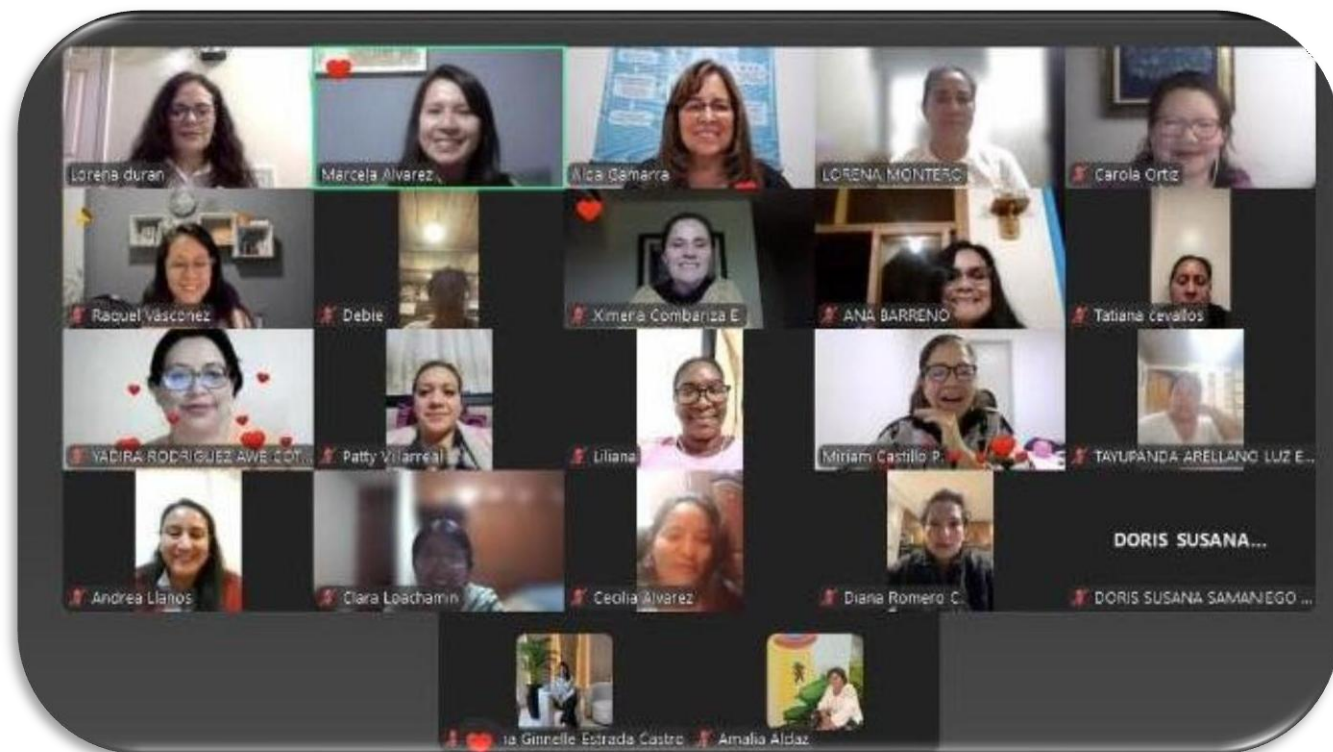 Lorena duran
Marcela Alvarez
Alba Gamarra
LORENA MONTERO
Carola Ortiz
Raquel Vásconez
Debie
Ximena Combariza E
ANA BARRENO
Tatiana cevallos
YADIRA RODRIGUEZ AWE COT...
Patty Villarreal
Liliana
Miriam Castillo P.
TAYUPANDA ARELLANO LUZ E...
Andrea Llanos
Clara Loachamin
Cecilia Alvarez
Diana Romero C.
DORIS SUSANA...
DORIS SUSANA SAMANIEGO ...
Ginnelle Estrada Castro
Amalia Aldaz